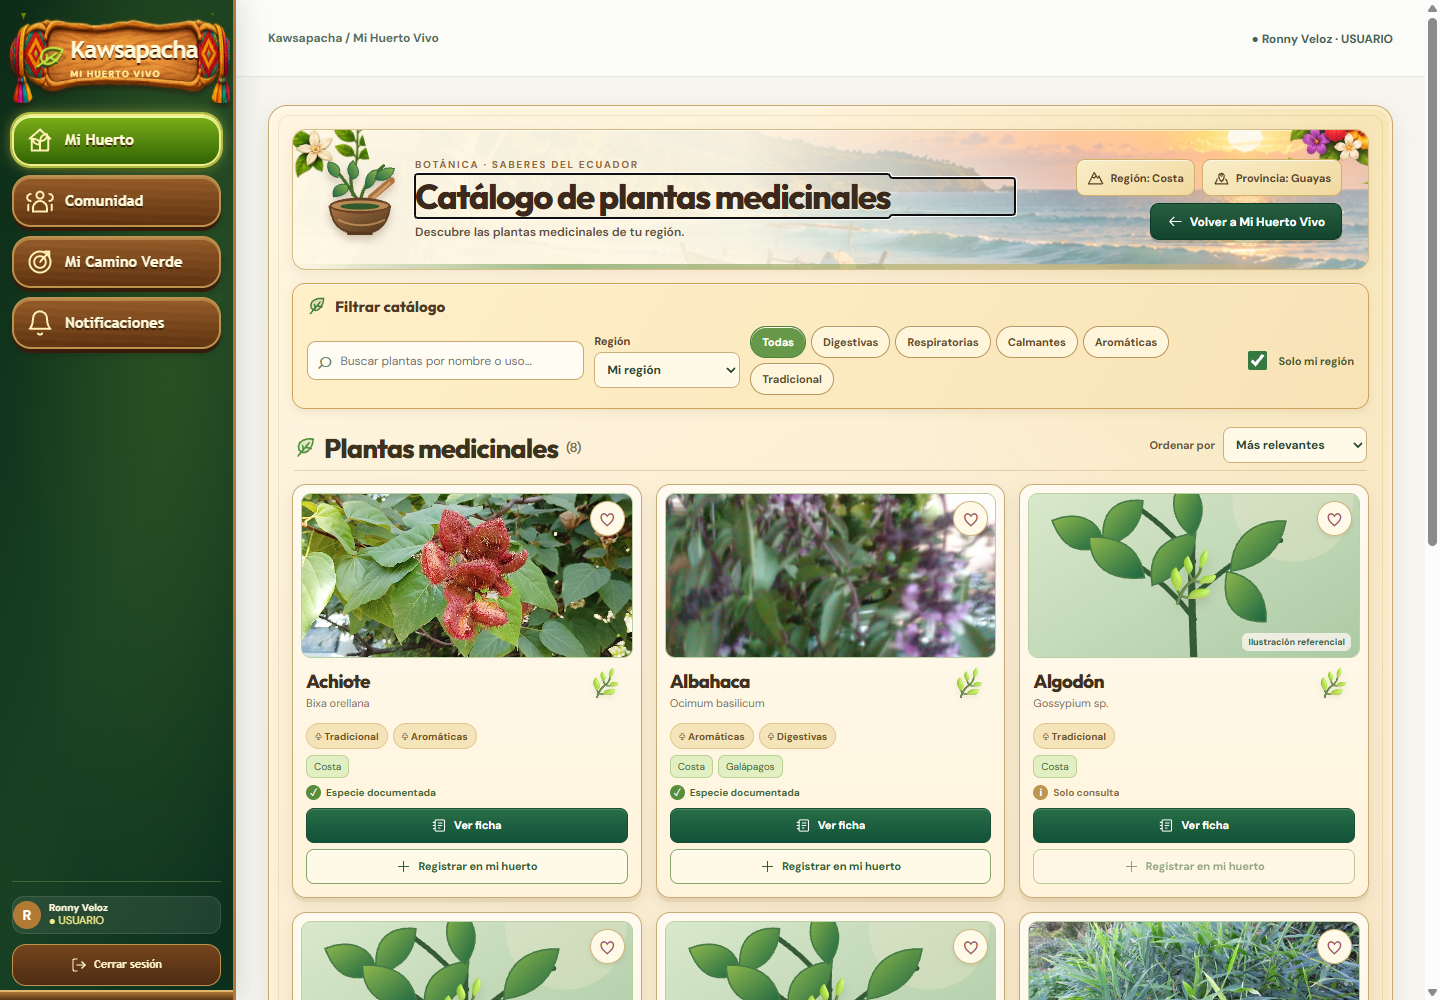 Kawsapacha
MI HUERTO VIVO
Mi Huerto
Comunidad
Mi Camino Verde
Notificaciones
R
Ronny Veloz
● USUARIO
Cerrar sesión
Kawsapacha / Mi Huerto Vivo
● Ronny Veloz · USUARIO
BOTÁNICA · SABERES DEL ECUADOR
Catálogo de plantas medicinales
Descubre las plantas medicinales de tu región.
Región: Costa
Provincia: Guayas
← Volver a Mi Huerto Vivo
Filtrar catálogo
Buscar plantas por nombre o uso...
Región
Mi región
Todas
Digestivas
Respiratorias
Calmantes
Aromáticas
Tradicional
Solo mi región
Plantas medicinales (8)
Ordenar por
Más relevantes
Achiote
Bixa orellana
Tradicional
Aromáticas
Costa
Especie documentada
Ver ficha
Registrar en mi huerto
Albahaca
Ocimum basilicum
Aromáticas
Digestivas
Costa
Galápagos
Especie documentada
Ver ficha
Registrar en mi huerto
Ilustración referencial
Algodón
Gossypium sp.
Tradicional
Costa
Solo consulta
Ver ficha
Registrar en mi huerto